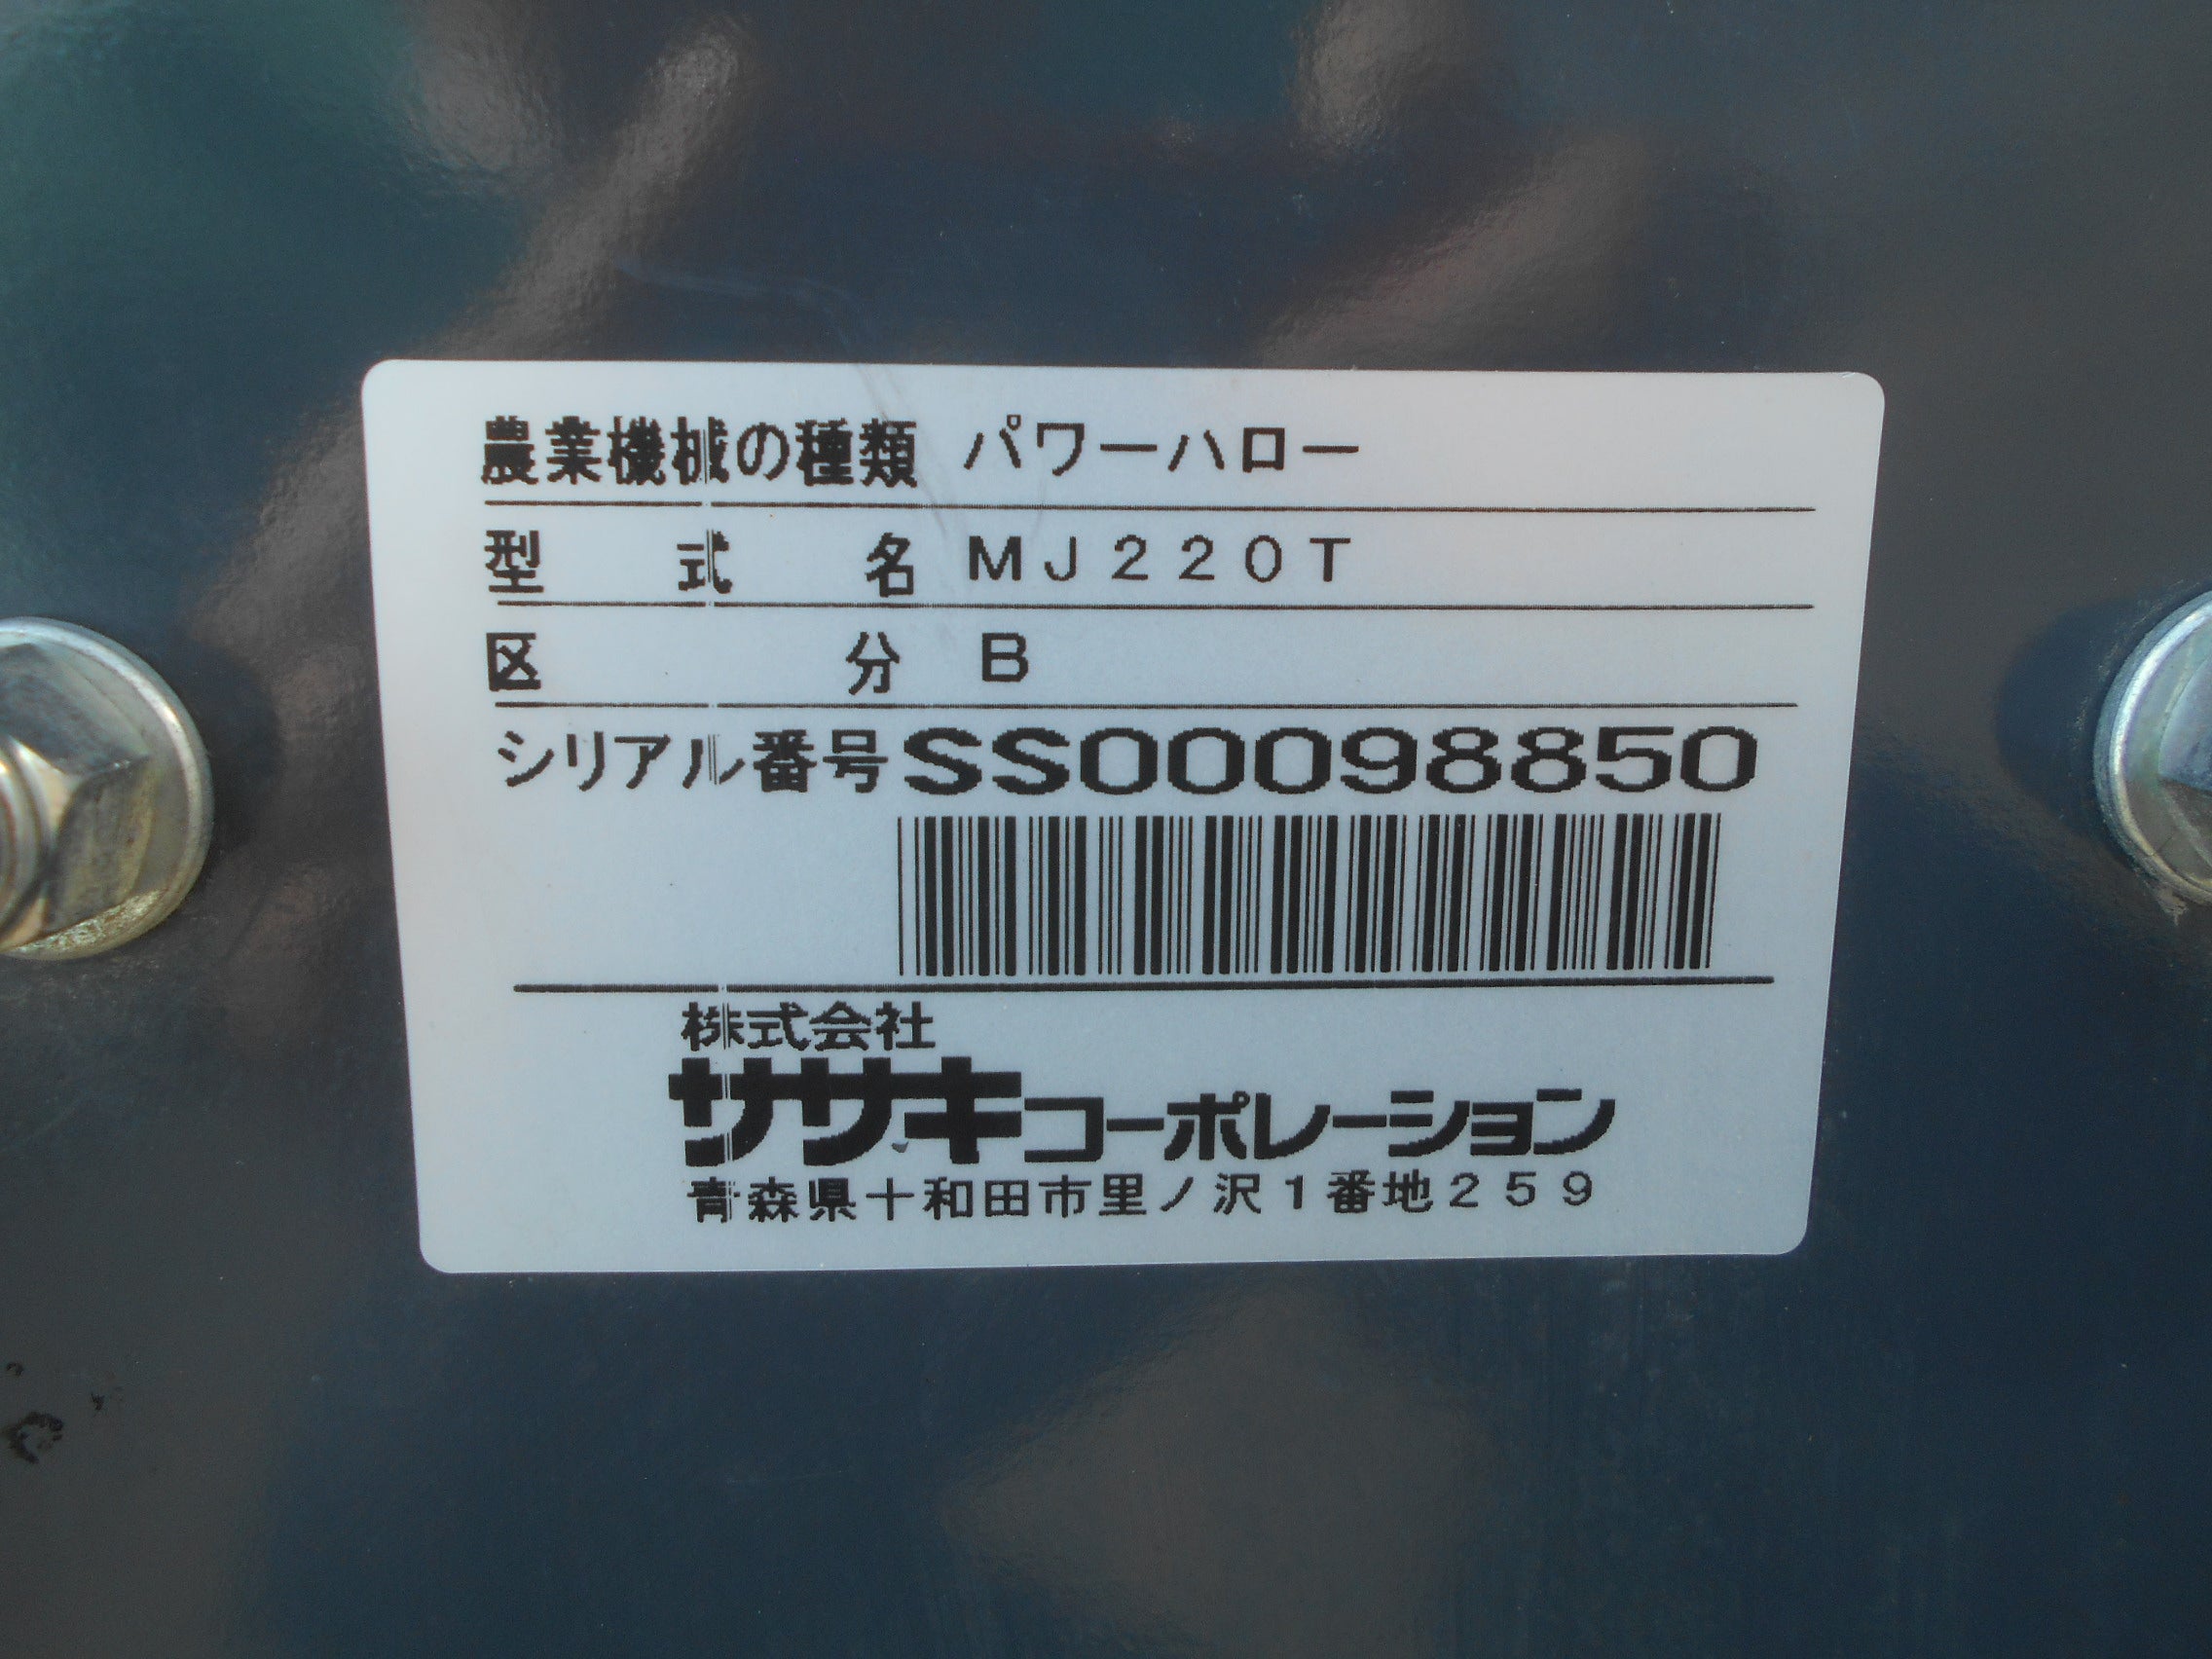 農業機械の種類 パワーハロー
型式名 MJ220T
区分 B
シリアル番号 SS00098850
株式会社
ササキコーポレーション
青森県十和田市里ノ沢1番地259